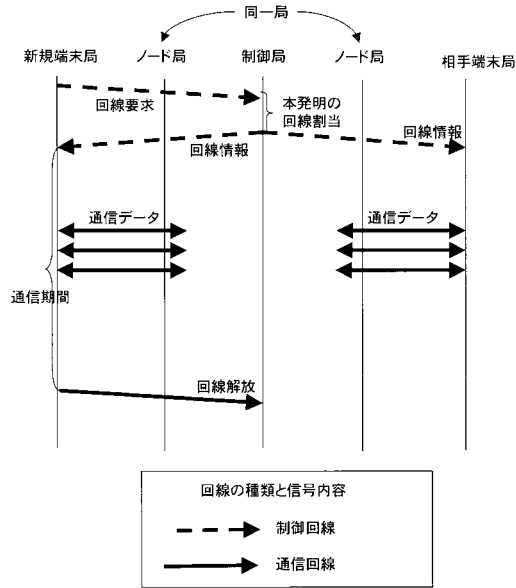 同一局
新規端末局
ノード局
制御局
ノード局
相手端末局
回線要求
本発明の
回線割当
回線情報
回線情報
通信データ
通信データ
通信期間
回線解放
回線の種類と信号内容
制御回線
通信回線